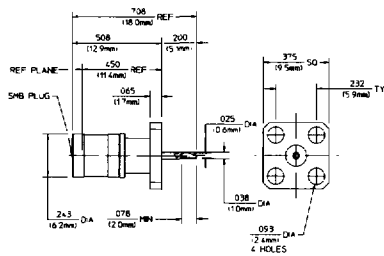 .708 REF
(18.0mm)
.508
(12.9mm)
.200
(5.1mm)
.375 SQ
(9.5mm)
REF PLANE
.450 REF
(11.4mm)
.232 TY
(5.9mm)
SMB PLUG
.065
(1.7mm)
.025 DIA
(0.6mm)
.243 DIA
(6.2mm)
.078 MIN
(2.0mm)
.038 DIA
(1.0mm)
.093 DIA
(2.4mm)
4 HOLES